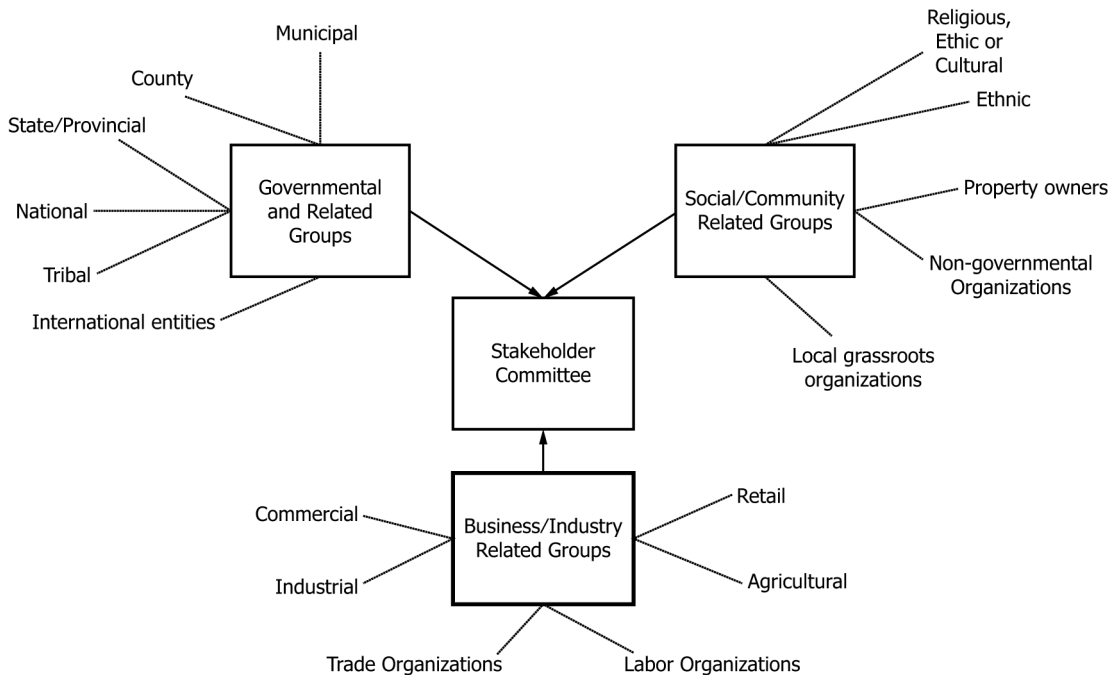 Municipal
County
State/Provincial
National
Tribal
International entities
Governmental
and Related
Groups
Religious,
Ethic or
Cultural
Ethnic
Property owners
Non-governmental
Organizations
Local grassroots
organizations
Social/Community
Related Groups
Stakeholder
Committee
Business/Industry
Related Groups
Commercial
Industrial
Trade Organizations
Labor Organizations
Retail
Agricultural